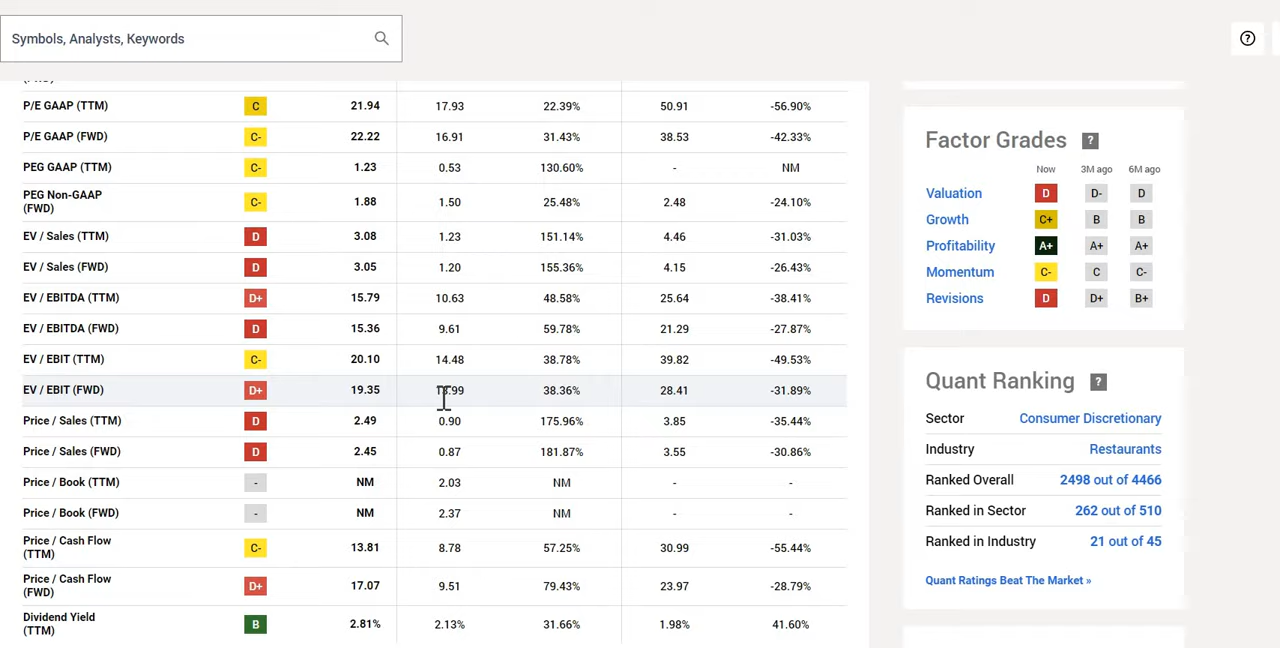 Symbols, Analysts, Keywords
P/E GAAP (TTM) C 21.94 17.93 22.39% 50.91 -56.90%
P/E GAAP (FWD) C- 22.22 16.91 31.43% 38.53 -42.33%
PEG GAAP (TTM) C- 1.23 0.53 130.60% - NM
PEG Non-GAAP
(FWD) C- 1.88 1.50 25.48% 2.48 -24.10%
EV / Sales (TTM) D 3.08 1.23 151.14% 4.46 -31.03%
EV / Sales (FWD) D 3.05 1.20 155.36% 4.15 -26.43%
EV / EBITDA (TTM) D+ 15.79 10.63 48.58% 25.64 -38.41%
EV / EBITDA (FWD) D 15.36 9.61 59.78% 21.29 -27.87%
EV / EBIT (TTM) C- 20.10 14.48 38.78% 39.82 -49.53%
EV / EBIT (FWD) D+ 19.35 38.36% 28.41 -31.89%
Price / Sales (TTM) D 2.49 0.90 175.96% 3.85 -35.44%
Price / Sales (FWD) D 2.45 0.87 181.87% 3.55 -30.86%
Price / Book (TTM) - NM 2.03 NM - -
Price / Book (FWD) - NM 2.37 NM - -
Price / Cash Flow
(TTM) C- 13.81 8.78 57.25% 30.99 -55.44%
Price / Cash Flow
(FWD) D+ 17.07 9.51 79.43% 23.97 -28.79%
Dividend Yield
(TTM) B 2.81% 2.13% 31.66% 1.98% 41.60%
Factor Grades ?
Now 3M ago 6M ago
Valuation D D- D
Growth C+ B B
Profitability A+ A+ A+
Momentum C- C C-
Revisions D D+ B+
Quant Ranking ?
Sector Consumer Discretionary
Industry Restaurants
Ranked Overall 2498 out of 4466
Ranked in Sector 262 out of 510
Ranked in Industry 21 out of 45
Quant Ratings Beat The Market »